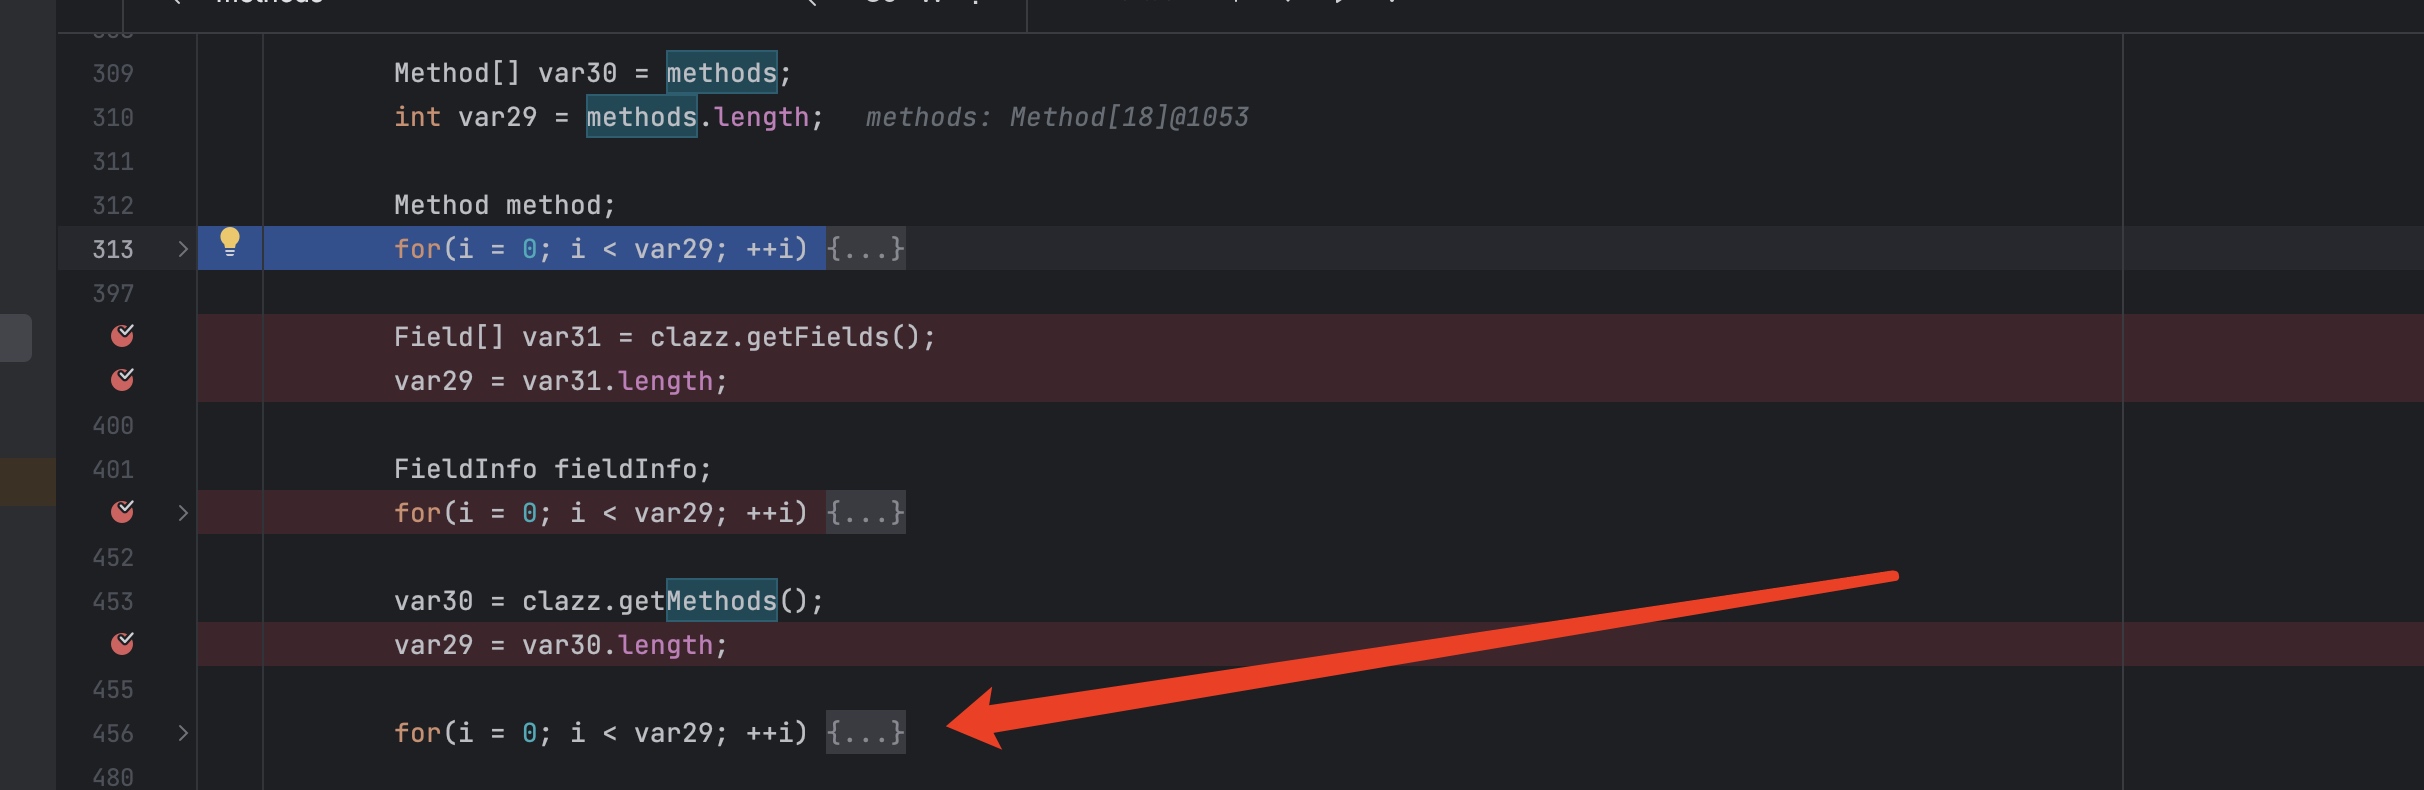 methods
309 Method[] var30 = methods;
310 int var29 = methods.length; methods: Method[18]@1053
311
312 Method method;
313 for(i = 0; i < var29; ++i) {...}
397
Field[] var31 = clazz.getFields();
var29 = var31.length;
400
401 FieldInfo fieldInfo;
for(i = 0; i < var29; ++i) {...}
452
453 var30 = clazz.getMethods();
var29 = var30.length;
455
456 for(i = 0; i < var29; ++i) {...}
480